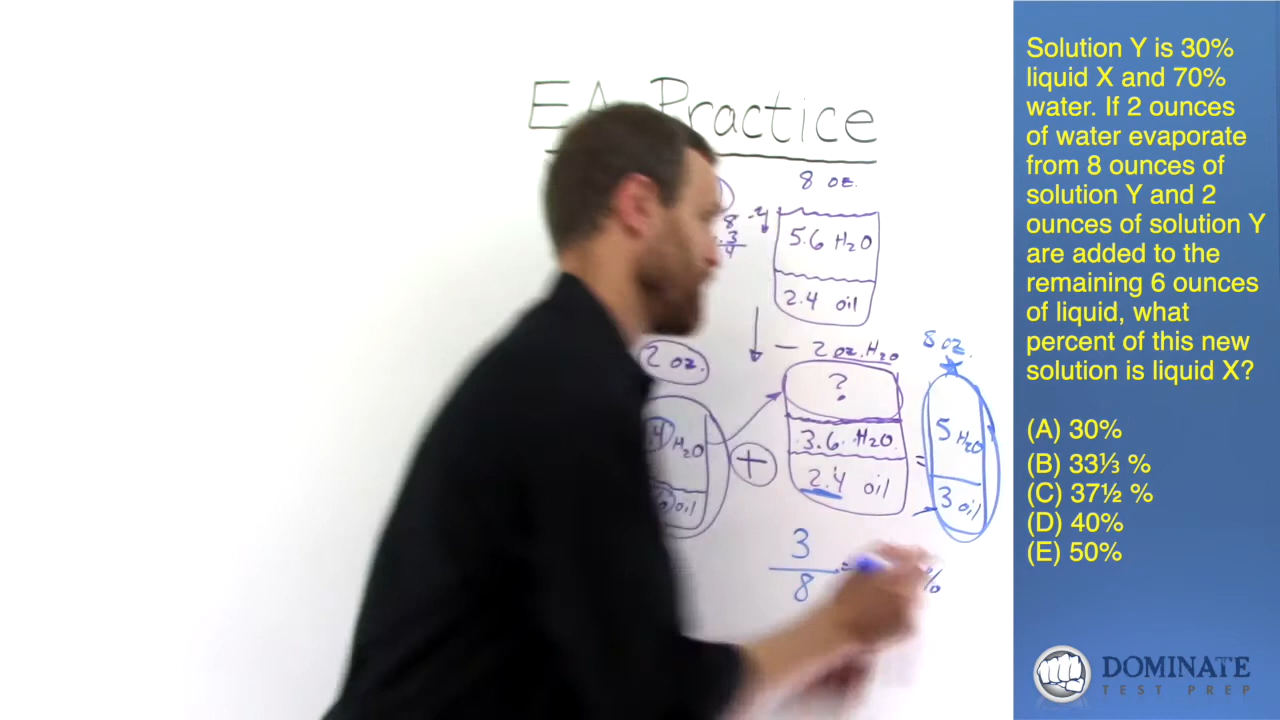 EA Practice
8 oz.
8
.3
4
5.6 H₂O
2.4 oil
- 2 oz. H₂O
2 oz.
?
3.6 H₂O
2.4 oil
H₂O
oil
+
=
8 oz.
5 H₂O
3 oil
3
8
=
%
Solution Y is 30%
liquid X and 70%
water. If 2 ounces
of water evaporate
from 8 ounces of
solution Y and 2
ounces of solution Y
are added to the
remaining 6 ounces
of liquid, what
percent of this new
solution is liquid X?
(A) 30%
(B) 33⅓ %
(C) 37½ %
(D) 40%
(E) 50%
DOMINATE
TEST PREP